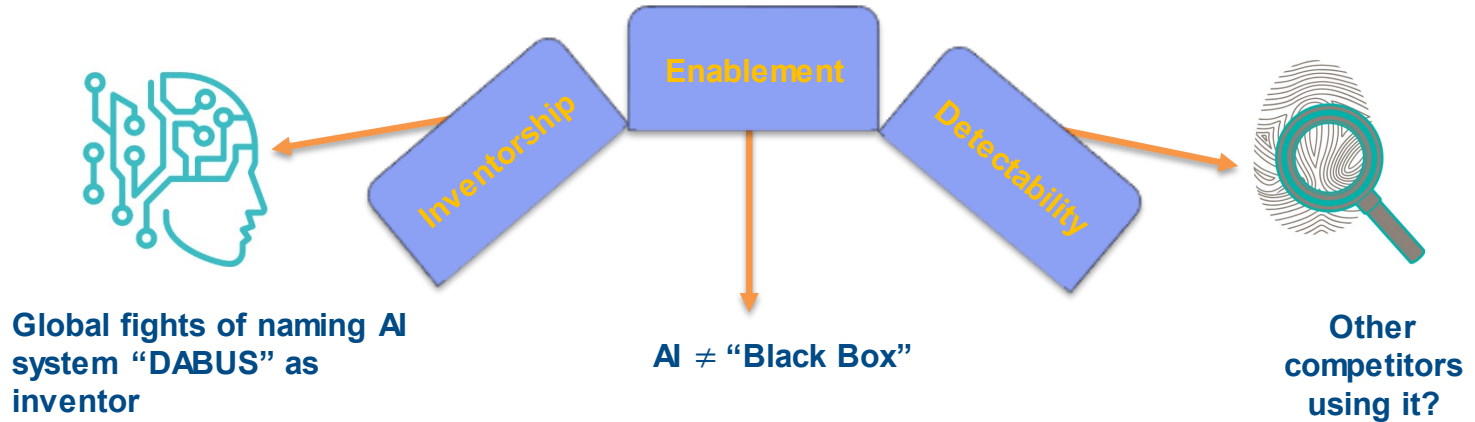 Enablement
Inventorship
Detectability
Global fights of naming AI
system “DABUS” as
inventor
AI ≠ “Black Box”
Other
competitors
using it?